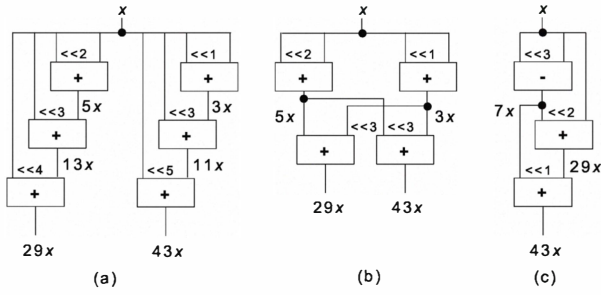 x x x
<<2 <<1 <<2 <<1 <<3
+ + + + -
5x 3x 7x
<<3 <<3 5x 3x <<2
+ + <<3 <<3 +
13x 11x + + 29x
<<4 <<5 <<1
+ + 29x 43x +
29x 43x 43x
(a) (b) (c)